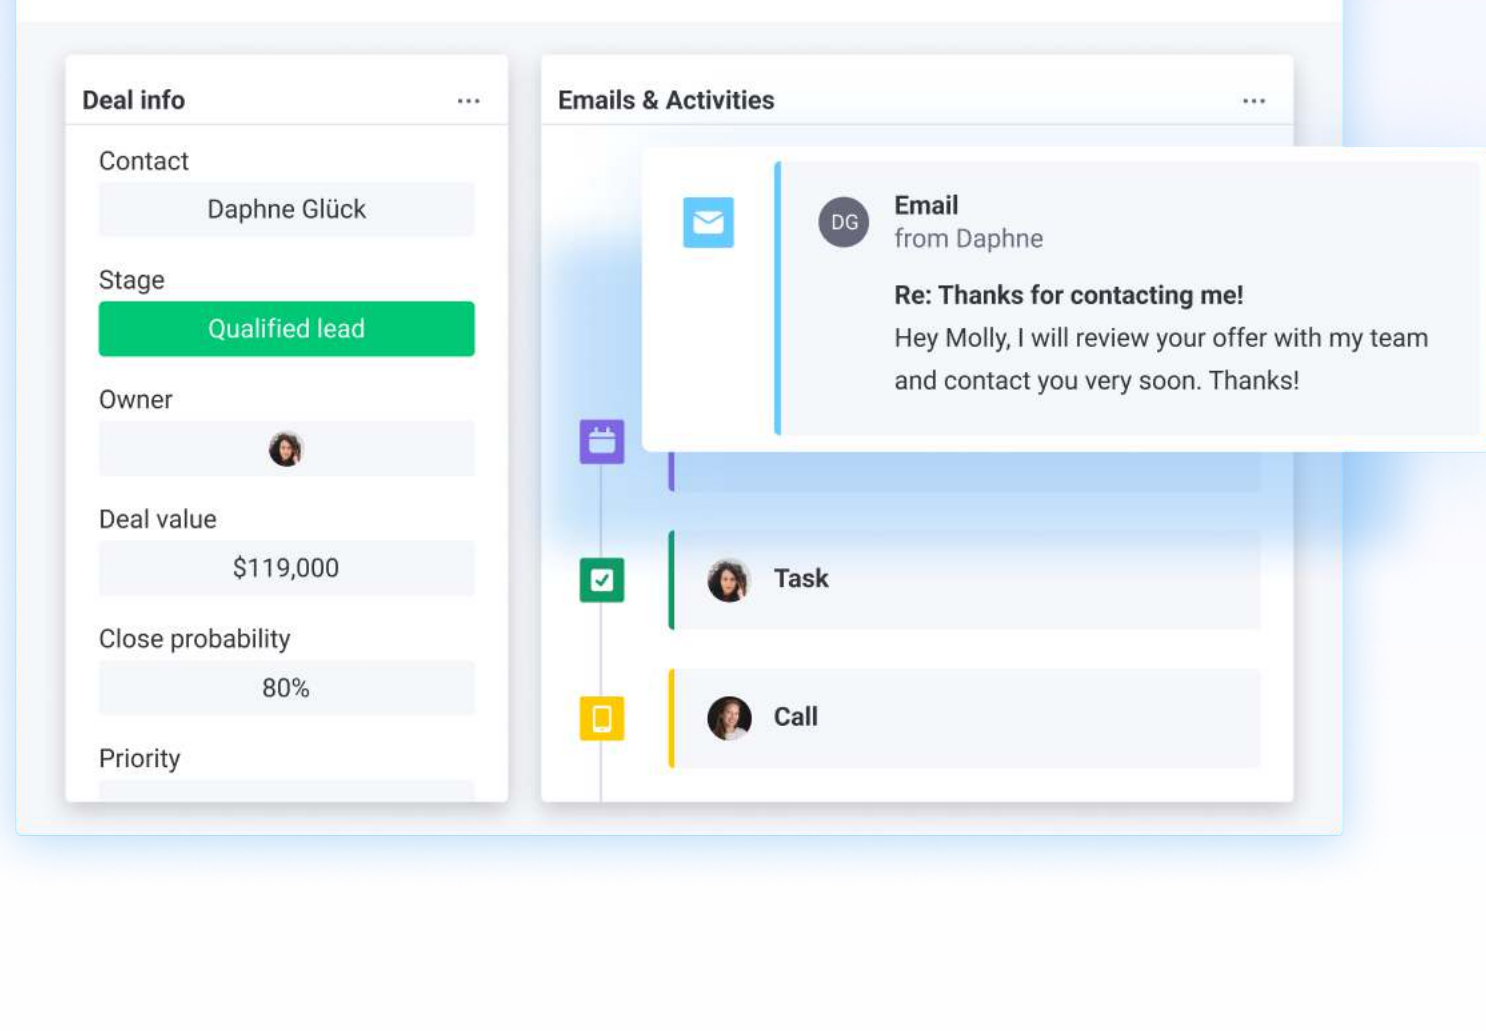 Deal info
...
Contact
Daphne Glück
Stage
Qualified lead
Owner
Deal value
$119,000
Close probability
80%
Priority
Emails & Activities
...
DG
Email
from Daphne
Re: Thanks for contacting me!
Hey Molly, I will review your offer with my team
and contact you very soon. Thanks!
Task
Call